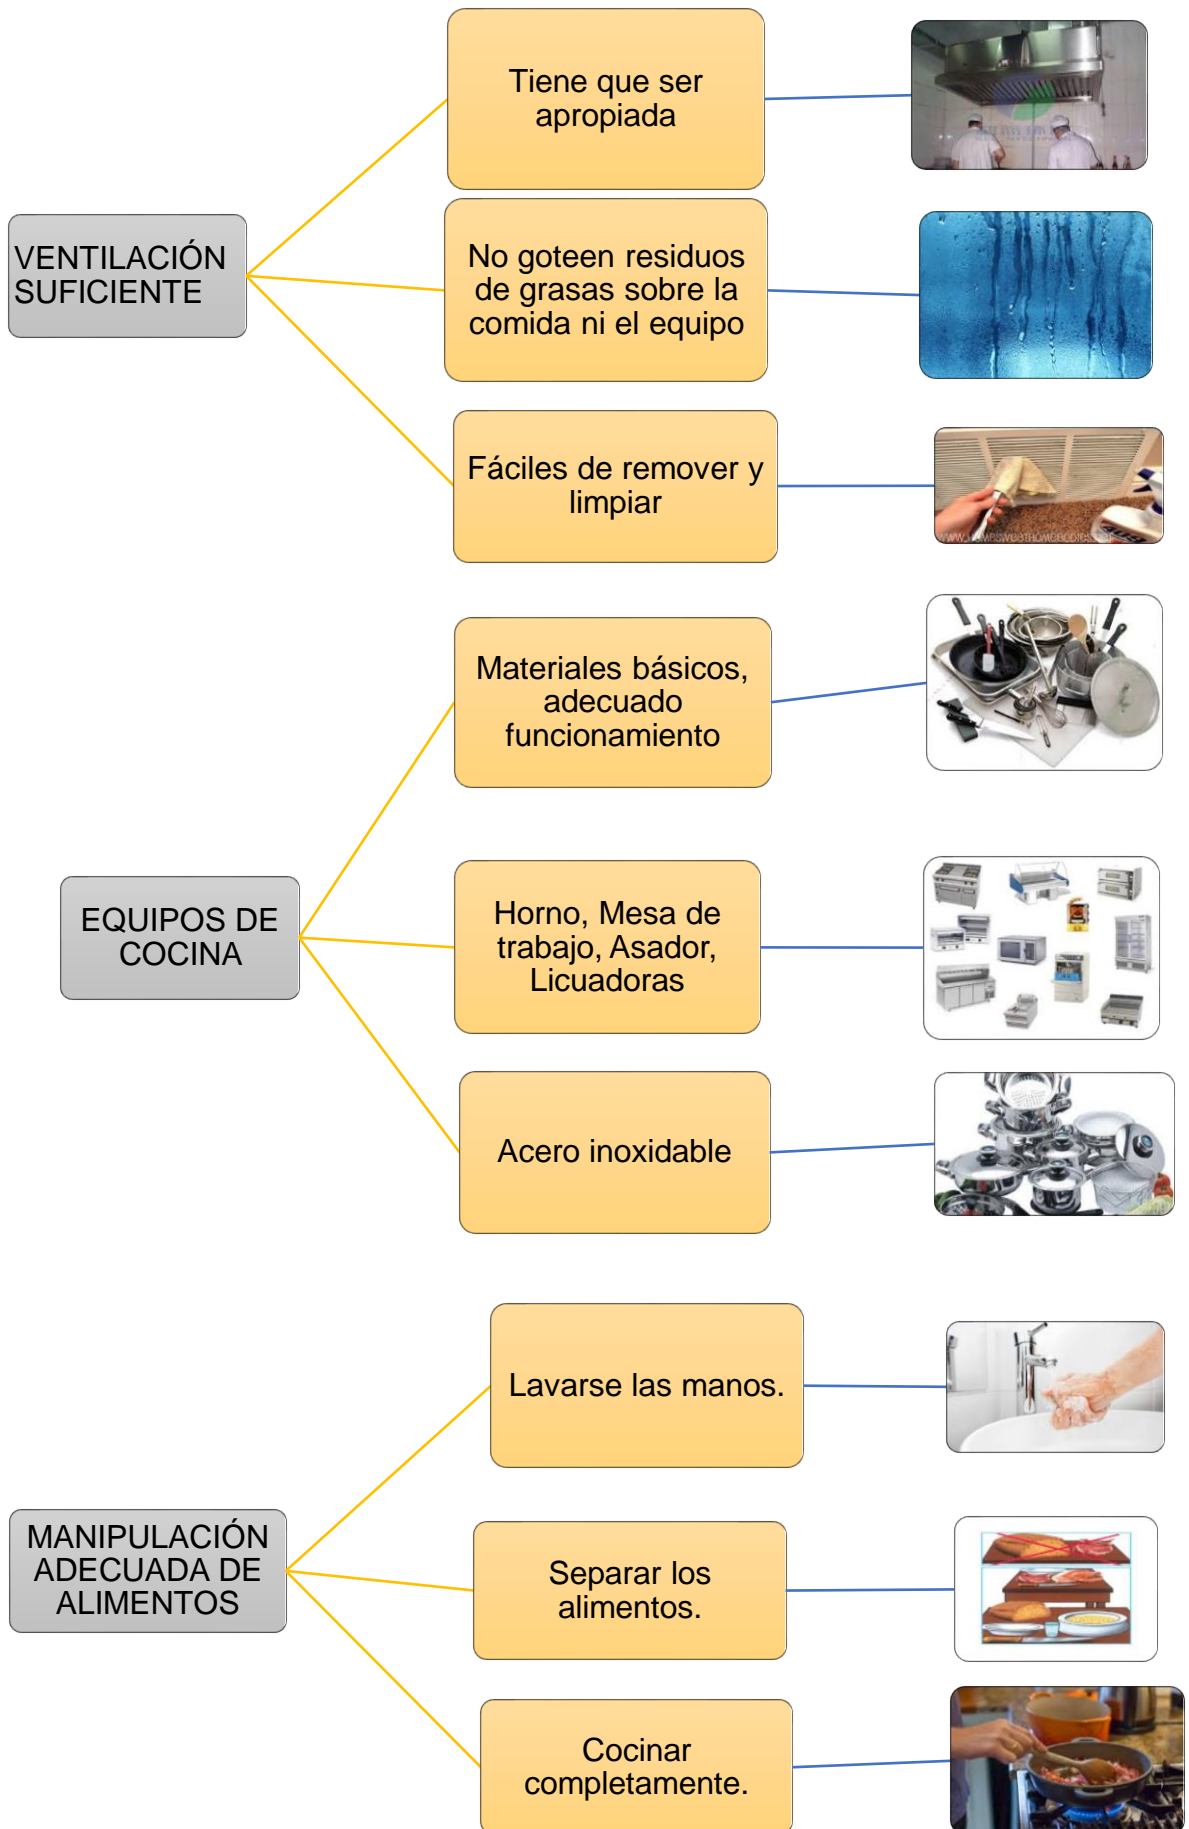 Tiene que ser
apropiada
VENTILACIÓN
SUFICIENTE
No goteen residuos
de grasas sobre la
comida ni el equipo
Fáciles de remover y
limpiar
Materiales básicos,
adecuado
funcionamiento
EQUIPOS DE
COCINA
Horno, Mesa de
trabajo, Asador,
Licuadoras
Acero inoxidable
Lavarse las manos.
MANIPULACIÓN
ADECUADA DE
ALIMENTOS
Separar los
alimentos.
Cocinar
completamente.